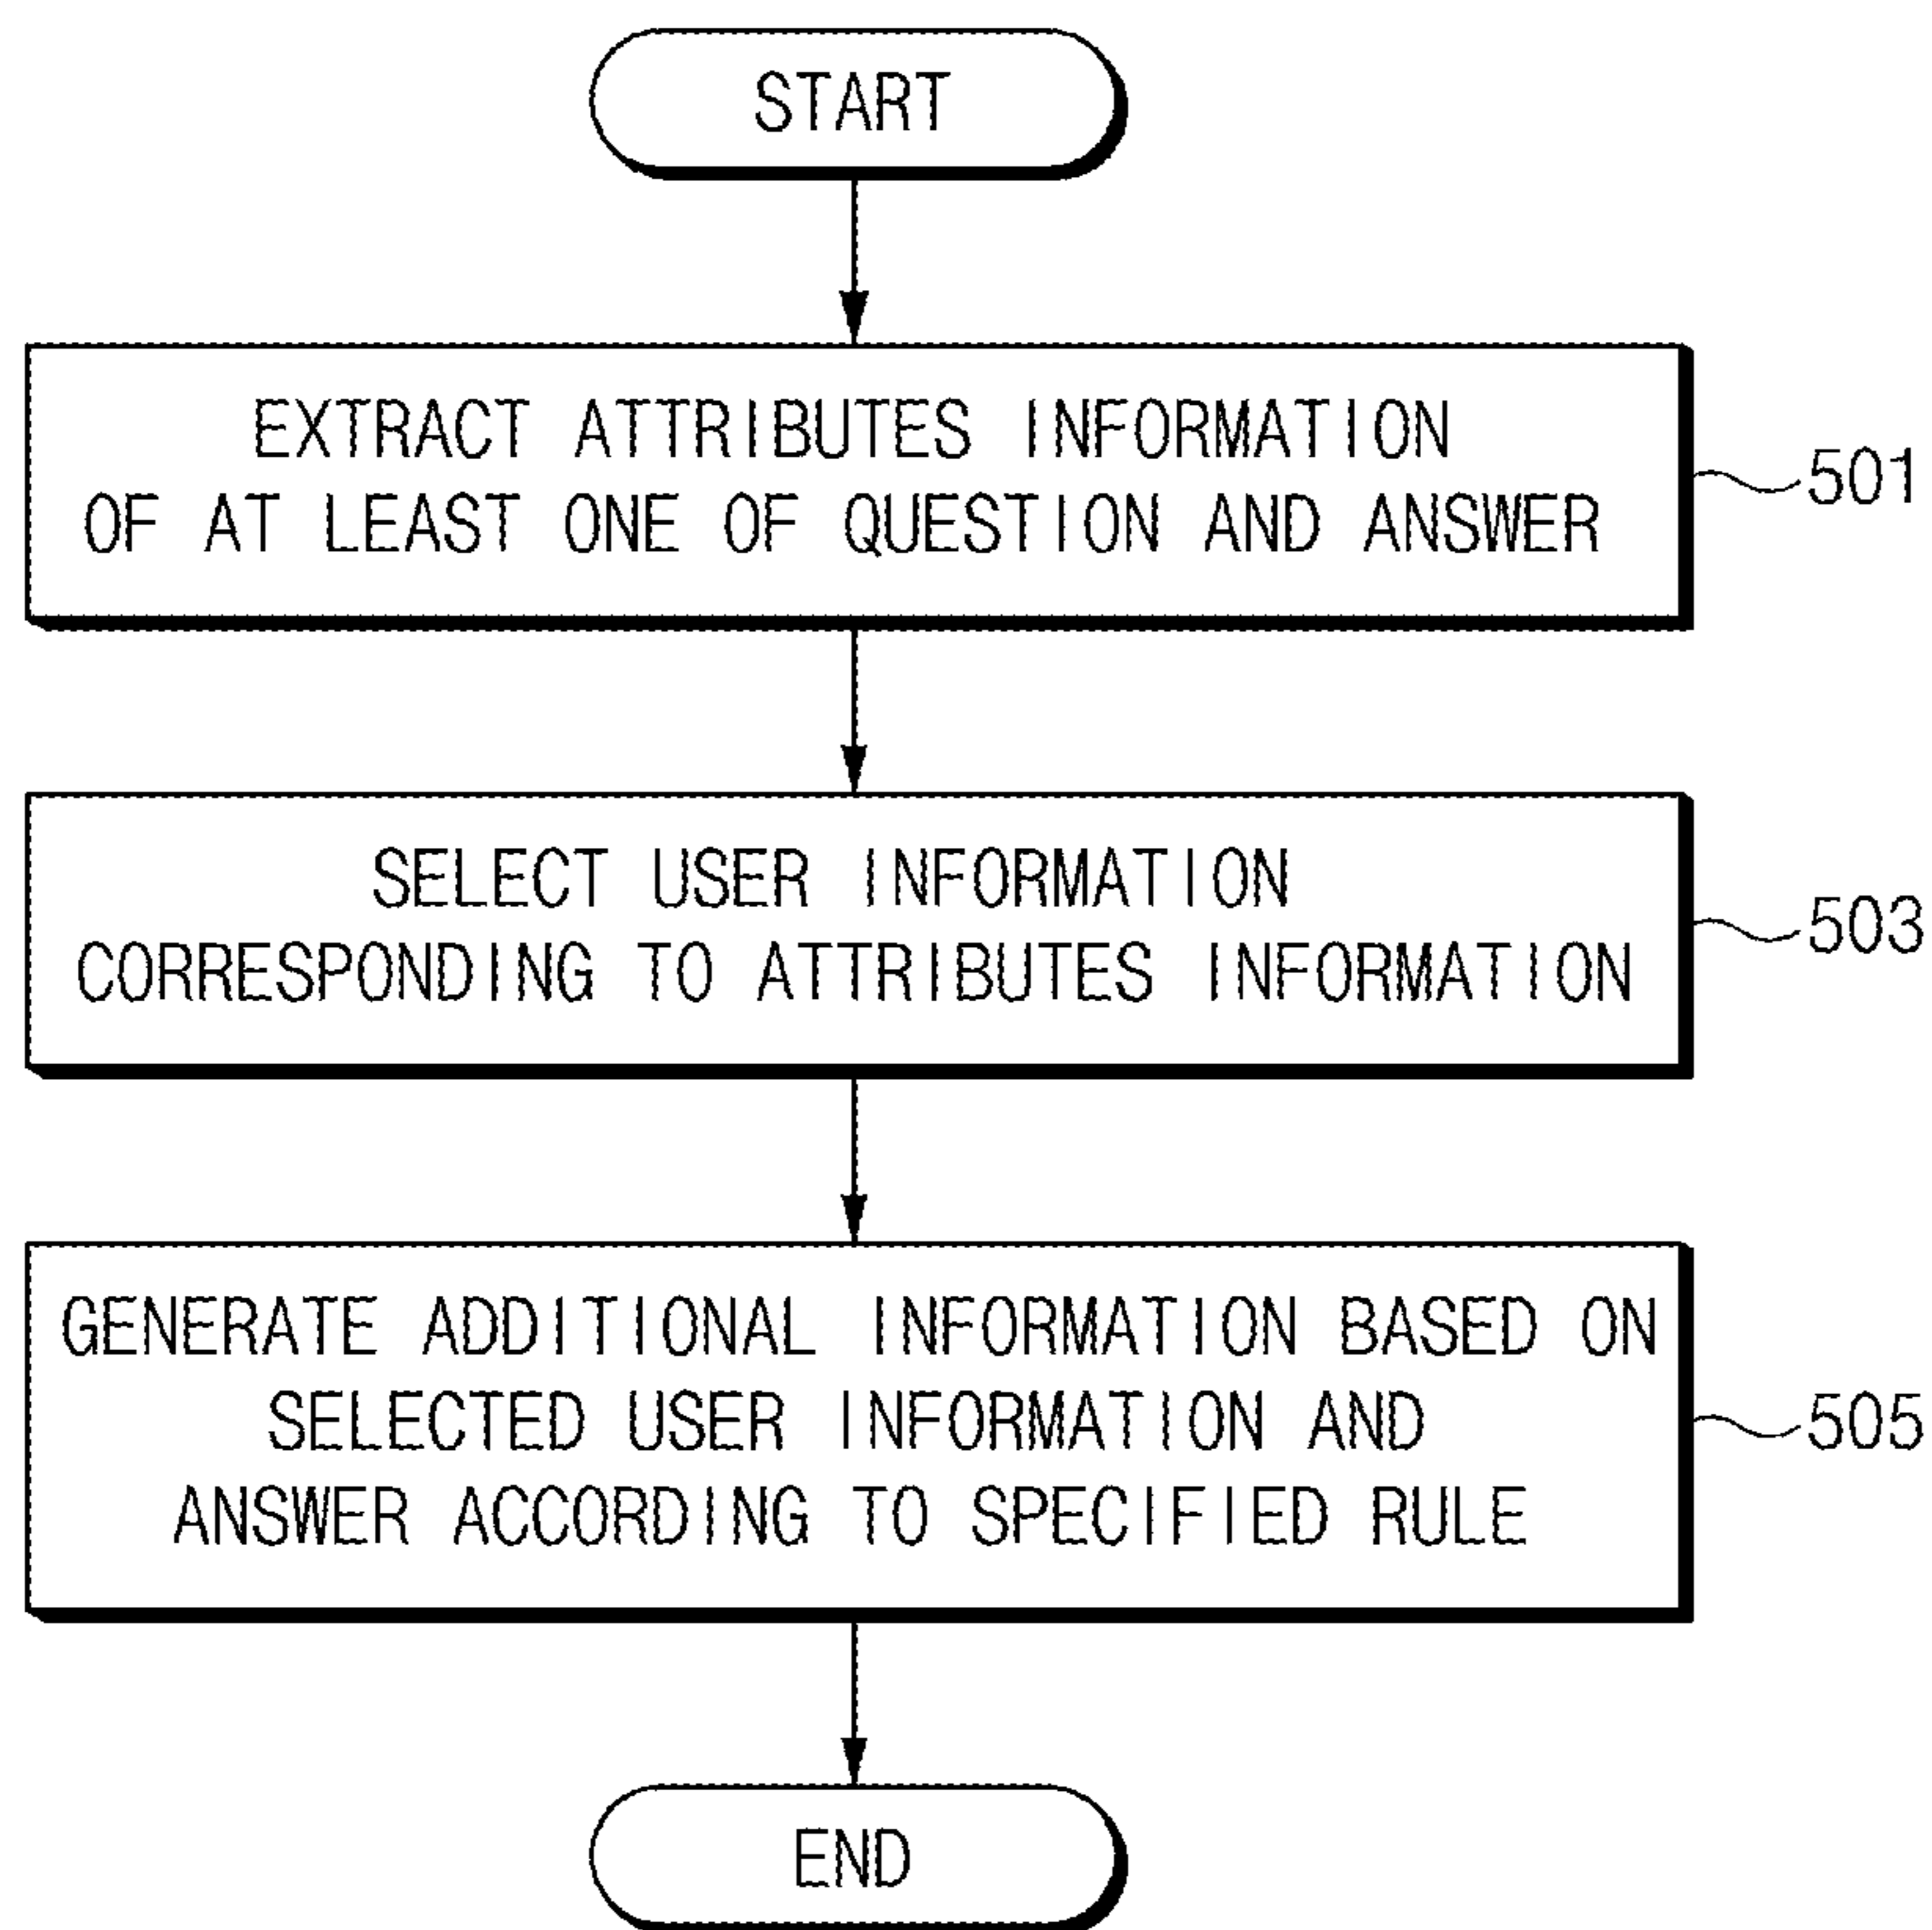 START
EXTRACT ATTRIBUTES INFORMATION
OF AT LEAST ONE OF QUESTION AND ANSWER
501
SELECT USER INFORMATION
CORRESPONDING TO ATTRIBUTES INFORMATION
503
GENERATE ADDITIONAL INFORMATION BASED ON
SELECTED USER INFORMATION AND
ANSWER ACCORDING TO SPECIFIED RULE
505
END